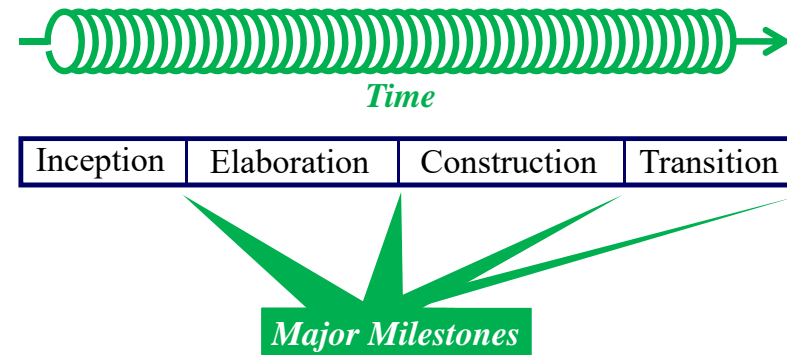 Time
Inception Elaboration Construction Transition
Major Milestones